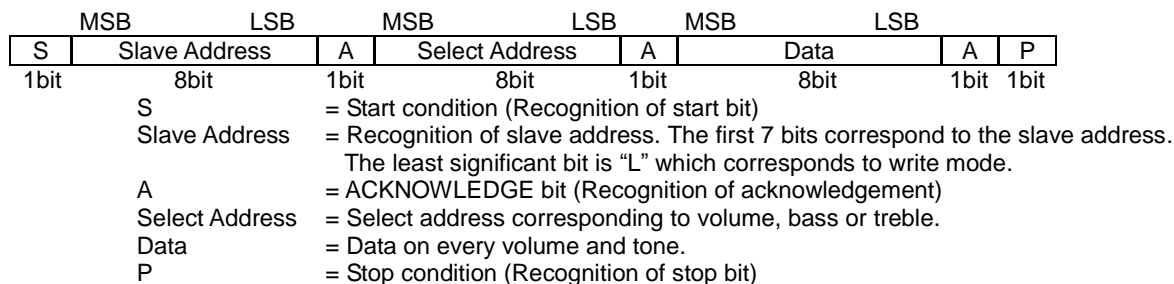 MSB LSB MSB LSB MSB LSB
S Slave Address A Select Address A Data A P
1bit 8bit 1bit 8bit 1bit 8bit 1bit 1bit
S = Start condition (Recognition of start bit)
Slave Address = Recognition of slave address. The first 7 bits correspond to the slave address.
The least significant bit is “L” which corresponds to write mode.
A = ACKNOWLEDGE bit (Recognition of acknowledgement)
Select Address = Select address corresponding to volume, bass or treble.
Data = Data on every volume and tone.
P = Stop condition (Recognition of stop bit)